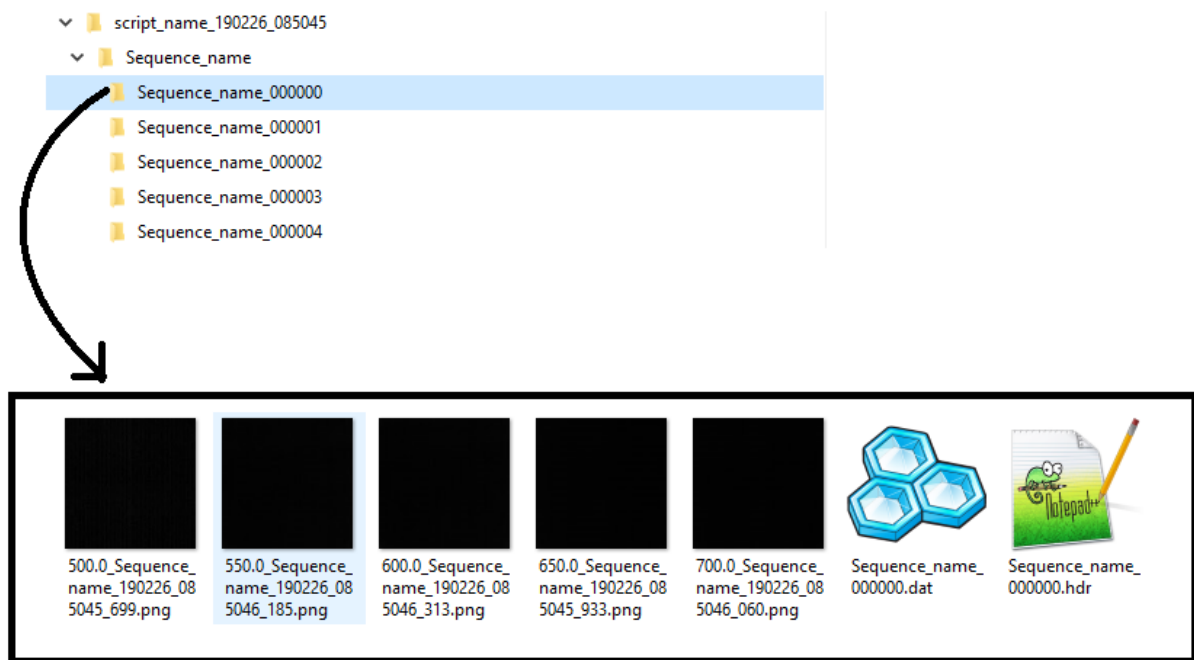 script_name_190226_085045
Sequence_name
Sequence_name_000000
Sequence_name_000001
Sequence_name_000002
Sequence_name_000003
Sequence_name_000004
500.0_Sequence_
name_190226_08
5045_699.png
550.0_Sequence_
name_190226_08
5046_185.png
600.0_Sequence_
name_190226_08
5046_313.png
650.0_Sequence_
name_190226_08
5045_933.png
700.0_Sequence_
name_190226_08
5046_060.png
Notepad++
Sequence_name_
000000.dat
Sequence_name_
000000.hdr